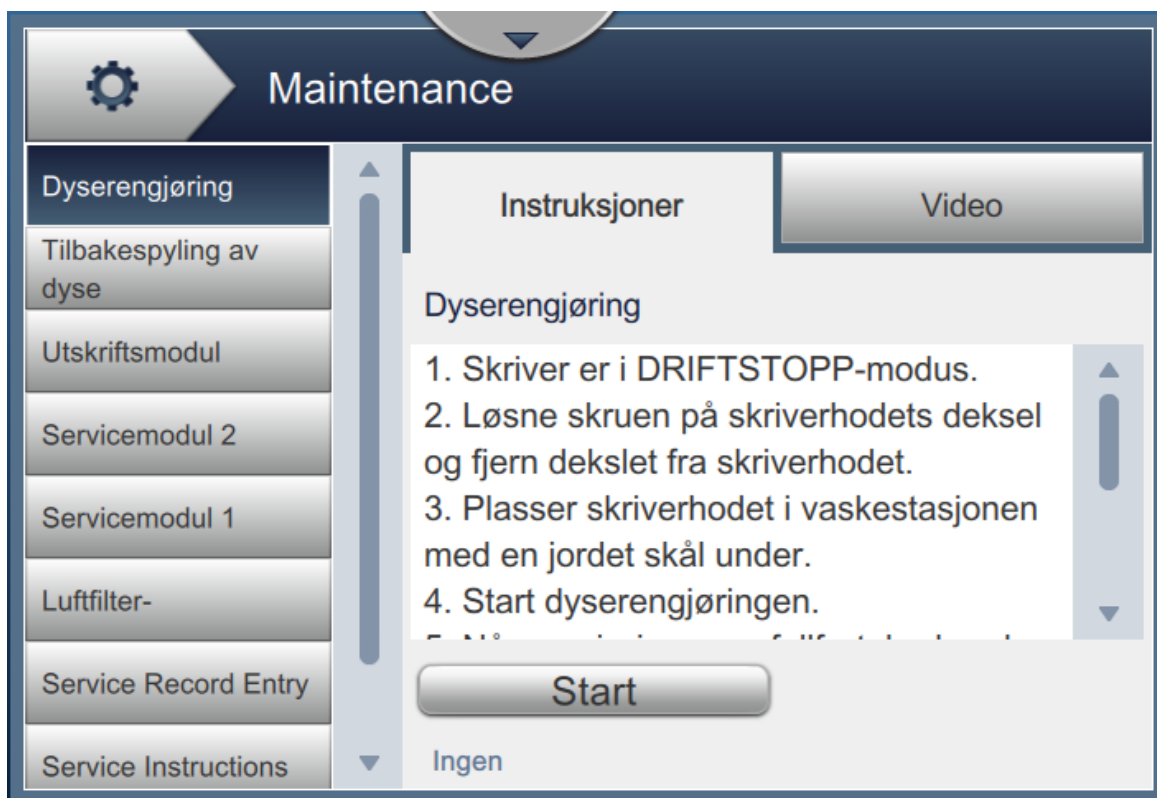 Maintenance
Dyserengjøring
Tilbakespyling av
dyse
Utskriftsmodul
Servicemodul 2
Servicemodul 1
Luftfilter-
Service Record Entry
Service Instructions
Instruksjoner
Video
Dyserengjøring
1. Skriver er i DRIFTSTOPP-modus.
2. Løsne skruen på skriverhodets deksel
og fjern dekslet fra skriverhodet.
3. Plasser skriverhodet i vaskestasjonen
med en jordet skål under.
4. Start dyserengjøringen.
Start
Ingen